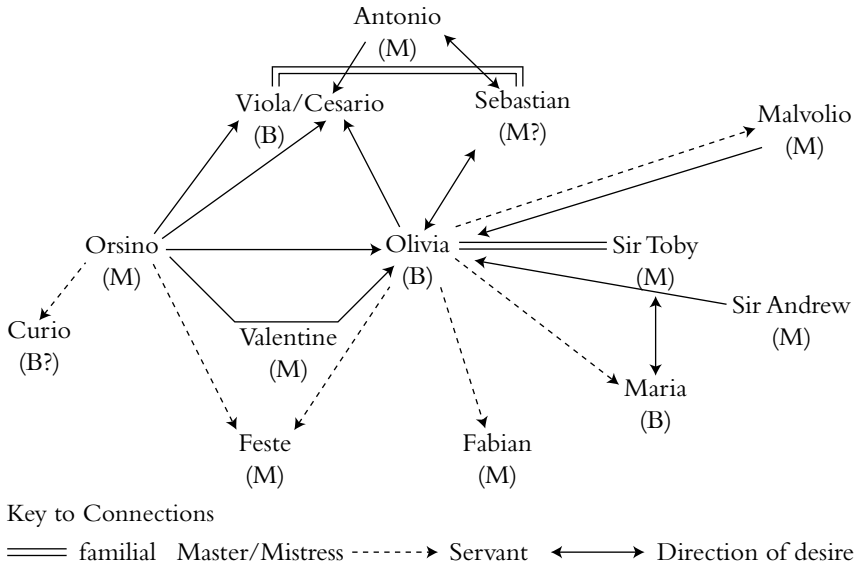 Antonio
(M)
Viola/Cesario
(B)
Sebastian
(M?)
Malvolio
(M)
Orsino
(M)
Olivia
(B)
Sir Toby
(M)
Sir Andrew
(M)
Curio
(B?)
Valentine
(M)
Maria
(B)
Feste
(M)
Fabian
(M)
Key to Connections
familial Master/Mistress Servant Direction of desire